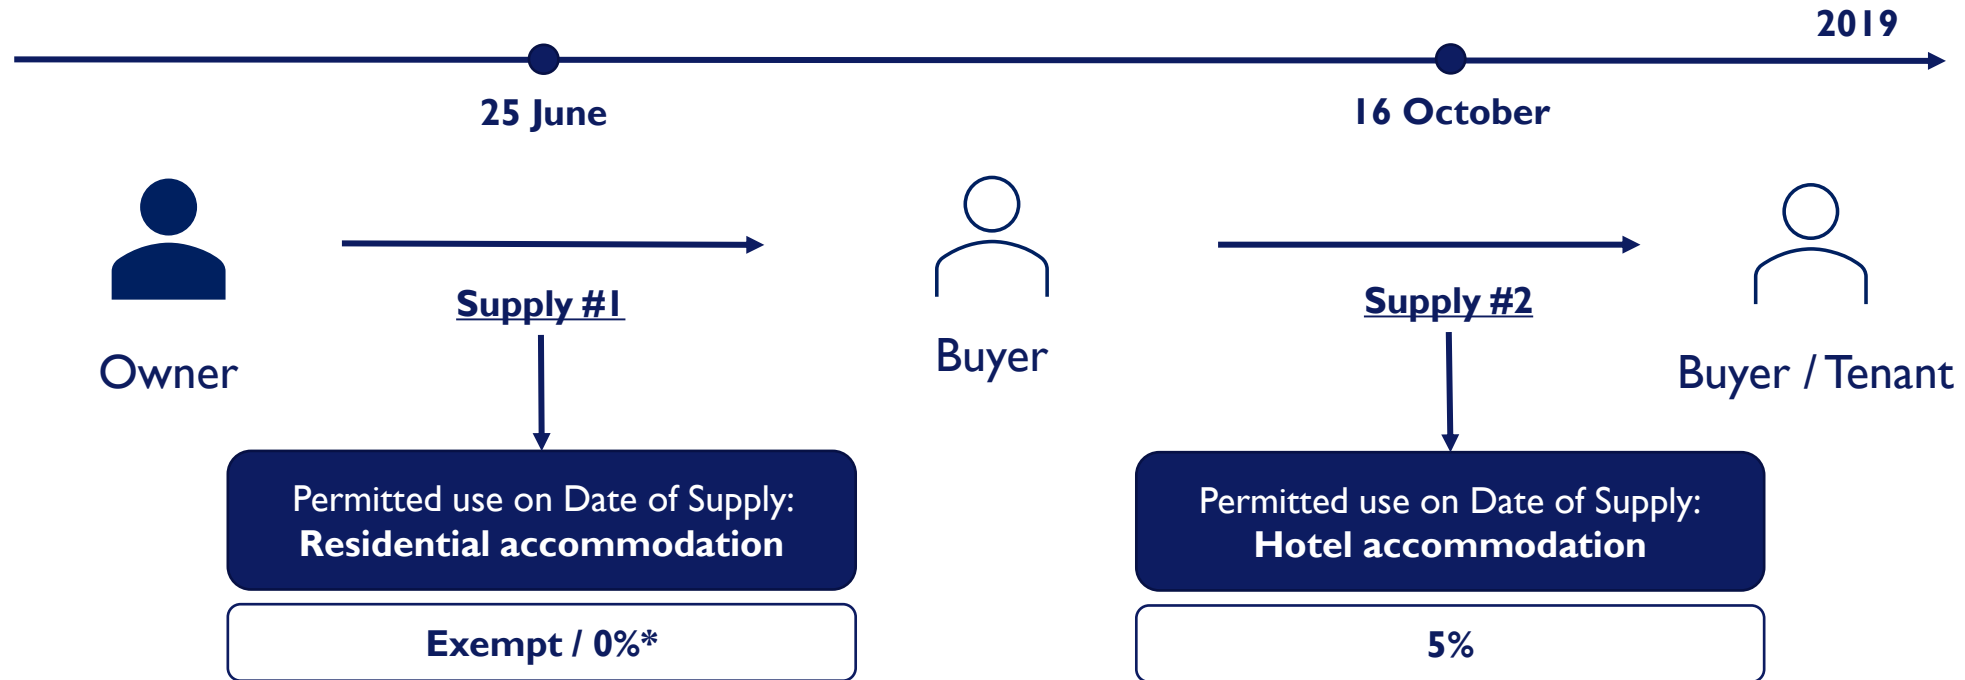 2019
25 June
16 October
Supply #1
Supply #2
Owner
Buyer
Buyer / Tenant
Permitted use on Date of Supply:
Residential accommodation
Permitted use on Date of Supply:
Hotel accommodation
Exempt / 0%*
5%